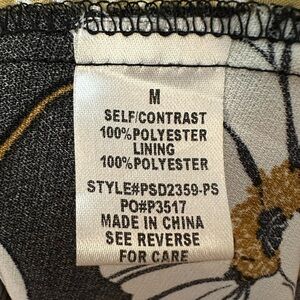 M
SELF/CONTRAST
100%POLYESTER
LINING
100%POLYESTER
STYLE#PSD2359-PS
PO#P3517
MADE IN CHINA
SEE REVERSE
FOR CARE